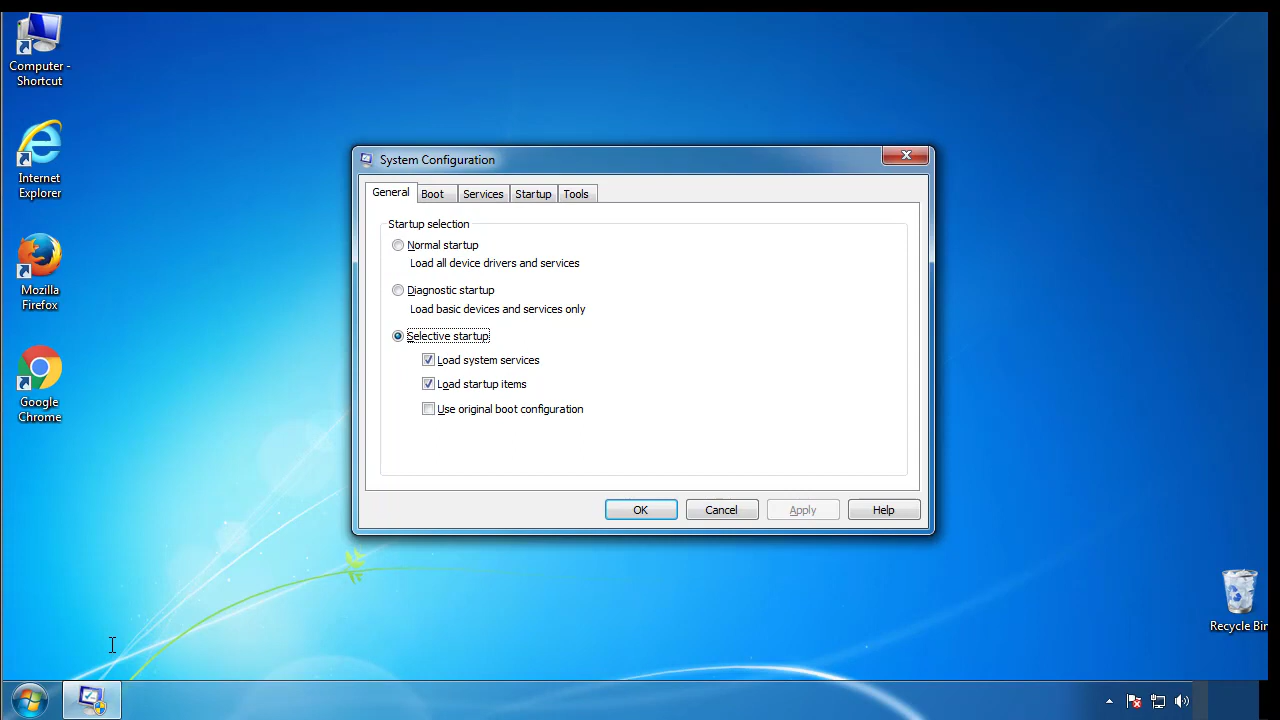 Computer -
Shortcut
Internet
Explorer
Mozilla
Firefox
Google
Chrome
System Configuration
General Boot Services Startup Tools
Startup selection
Normal startup
Load all device drivers and services
Diagnostic startup
Load basic devices and services only
Selective startup
Load system services
Load startup items
Use original boot configuration
OK Cancel Apply Help
Recycle Bin